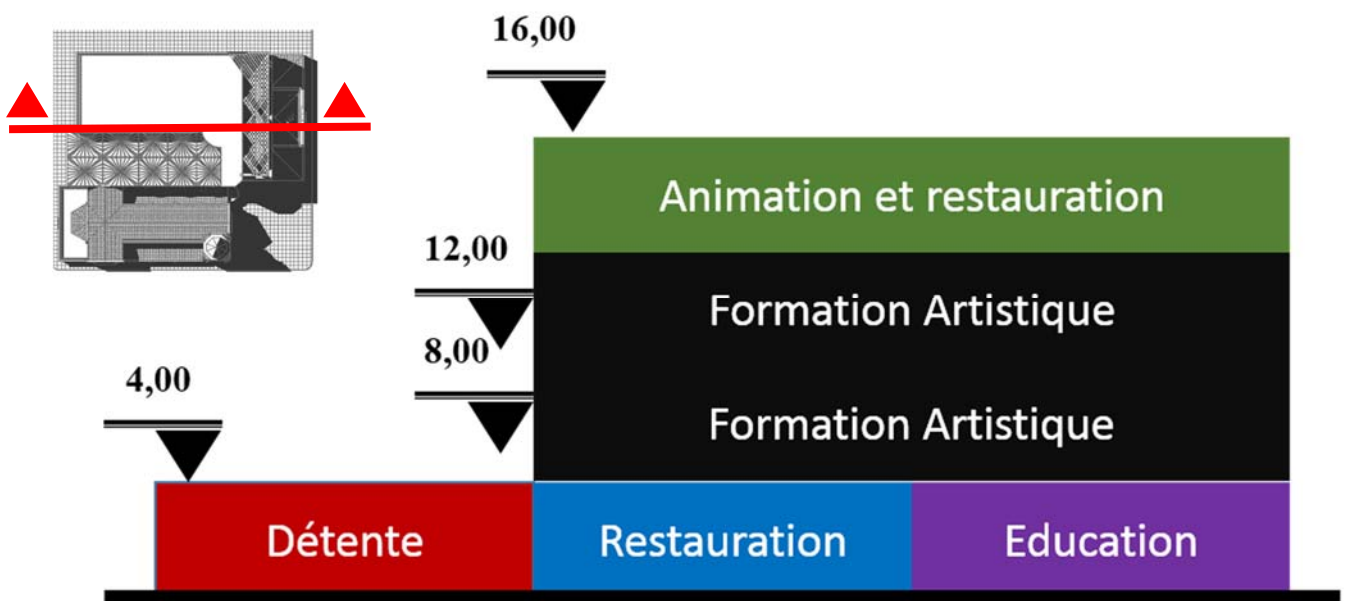 16,00
Animation et restauration
12,00
Formation Artistique
8,00
4,00
Formation Artistique
Détente
Restauration
Education